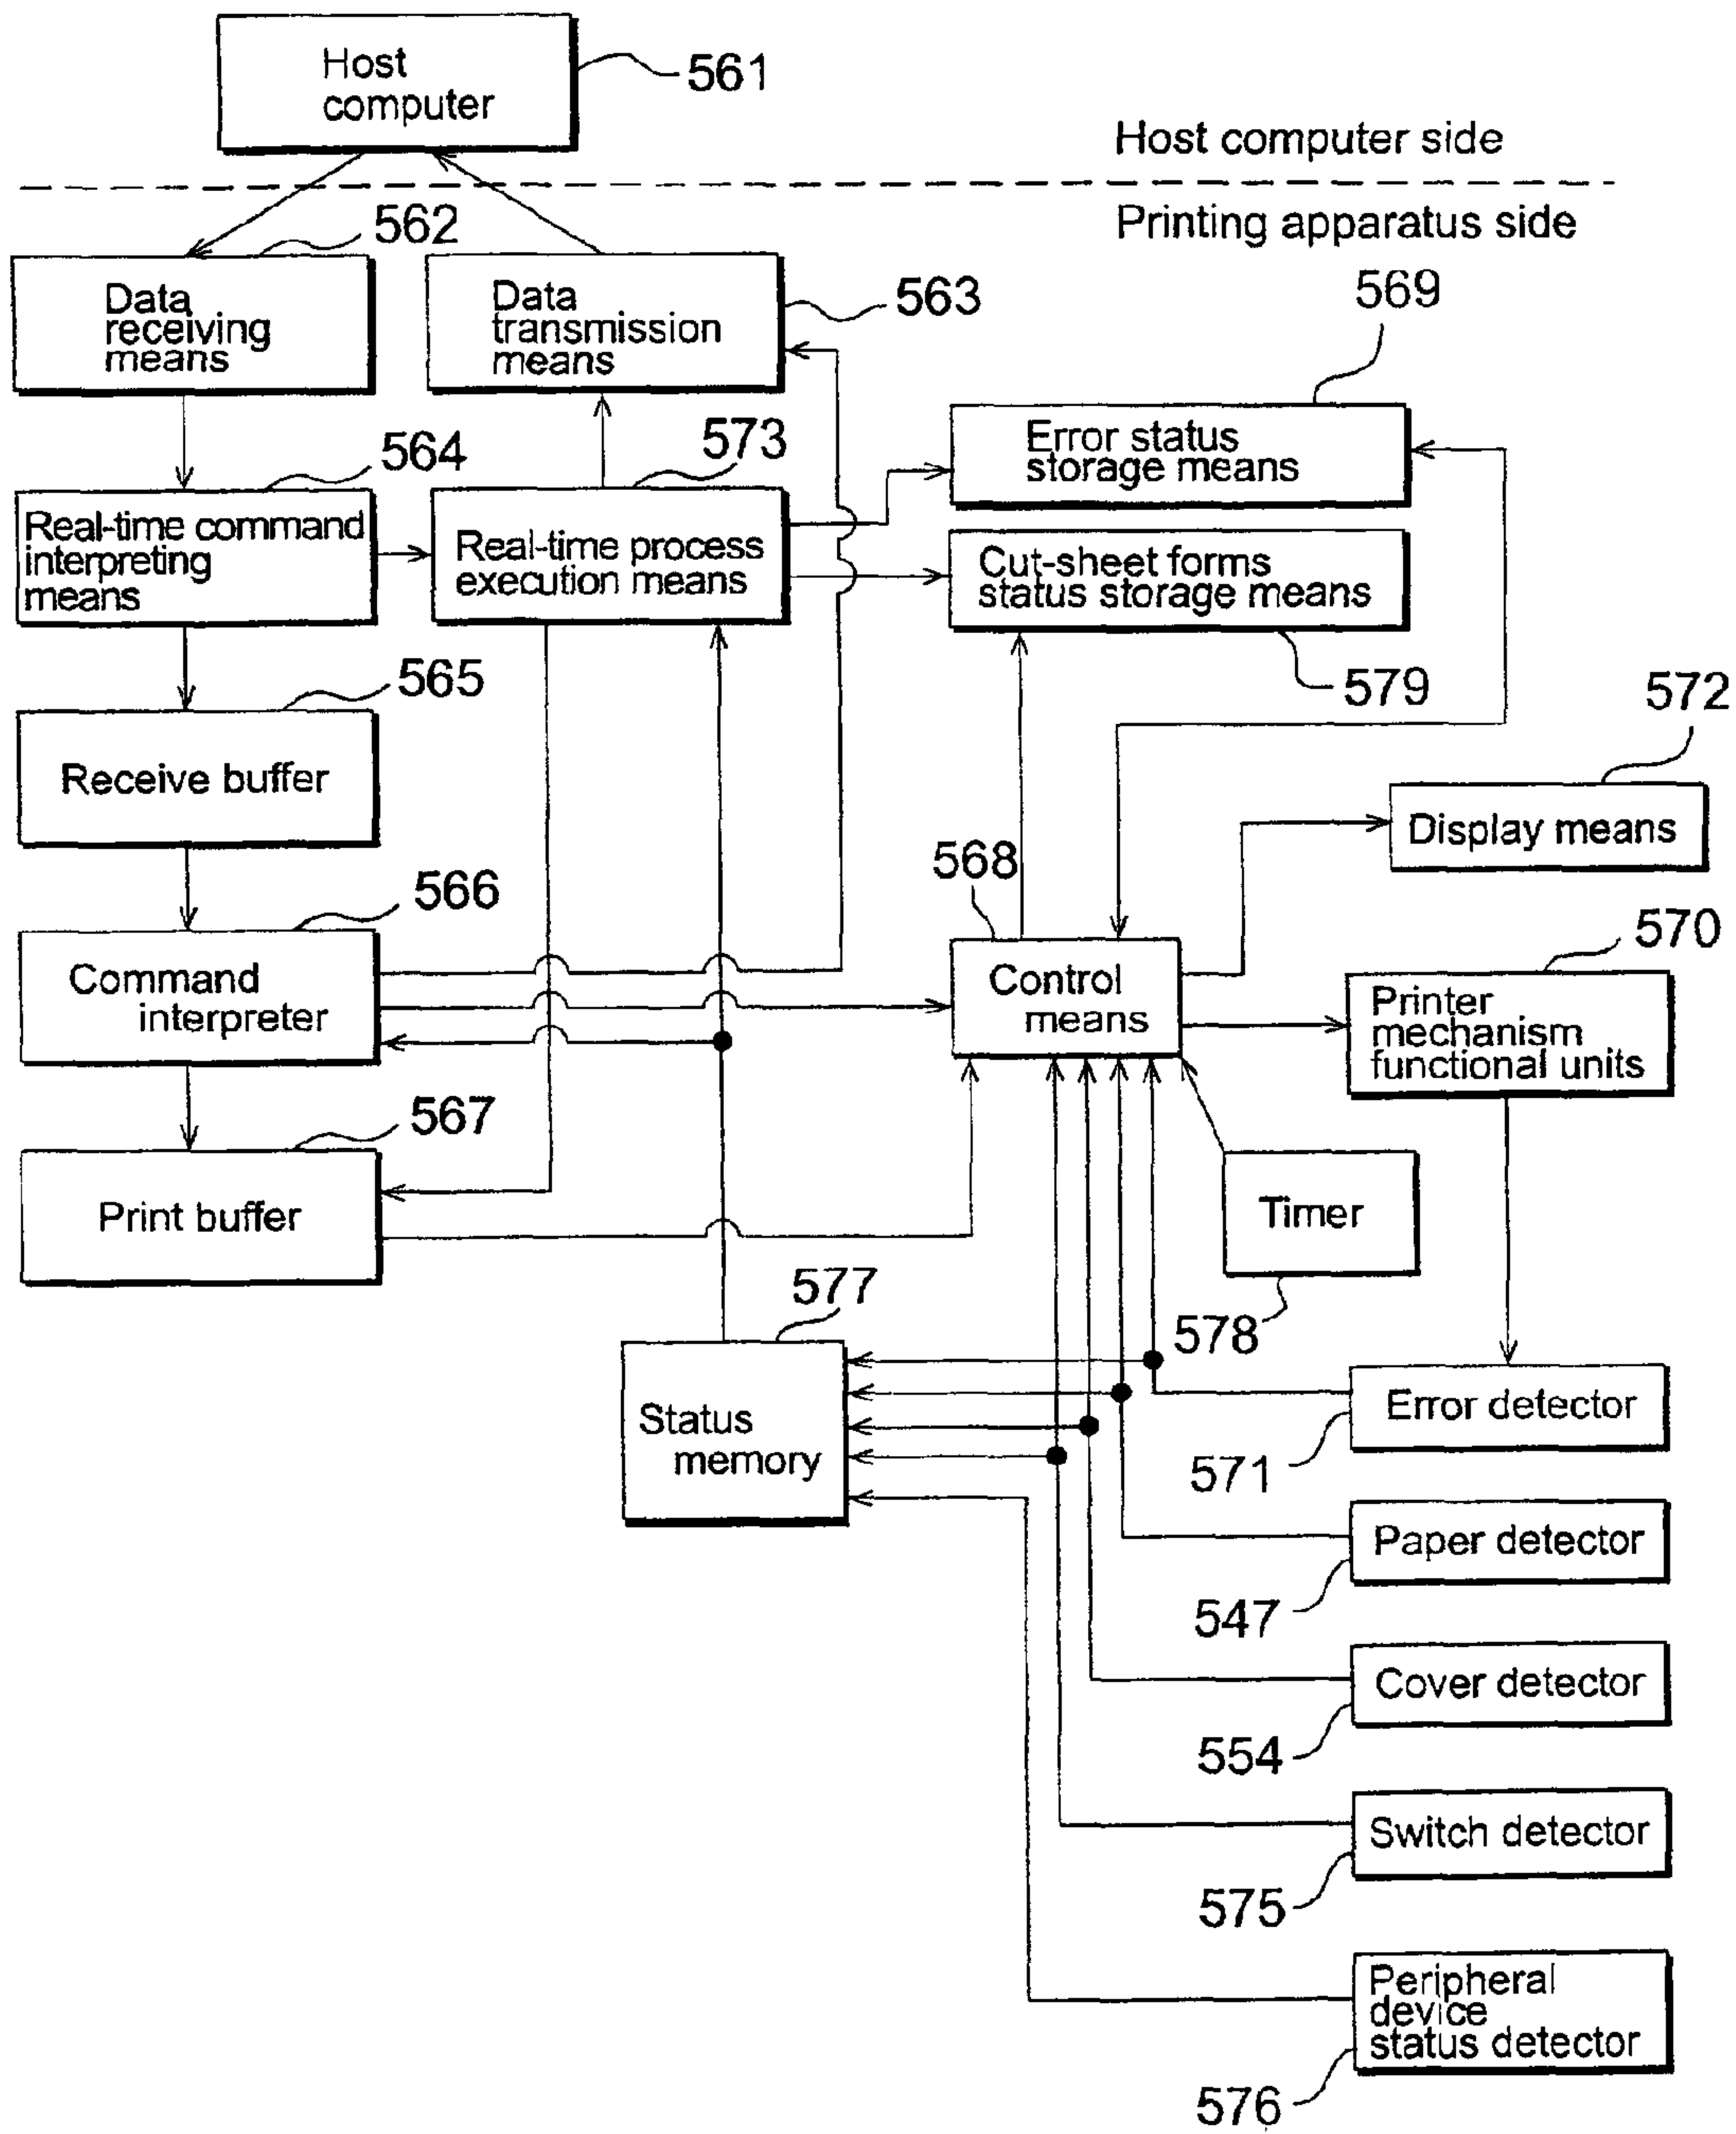 Host
computer
561
Host computer side
Printing apparatus side
562
Data
receiving
means
Data
transmission
means
563
569
564
573
Error status
storage means
Real-time command
interpreting
means
Real-time process
execution means
Cut-sheet forms
status storage means
579
565
572
Receive buffer
Display means
568
566
570
Command
interpreter
Control
means
Printer
mechanism
functional units
567
Print buffer
Timer
577
578
Status
memory
Error detector
571
Paper detector
547
Cover detector
554
Switch detector
575
Peripheral
device
status detector
576